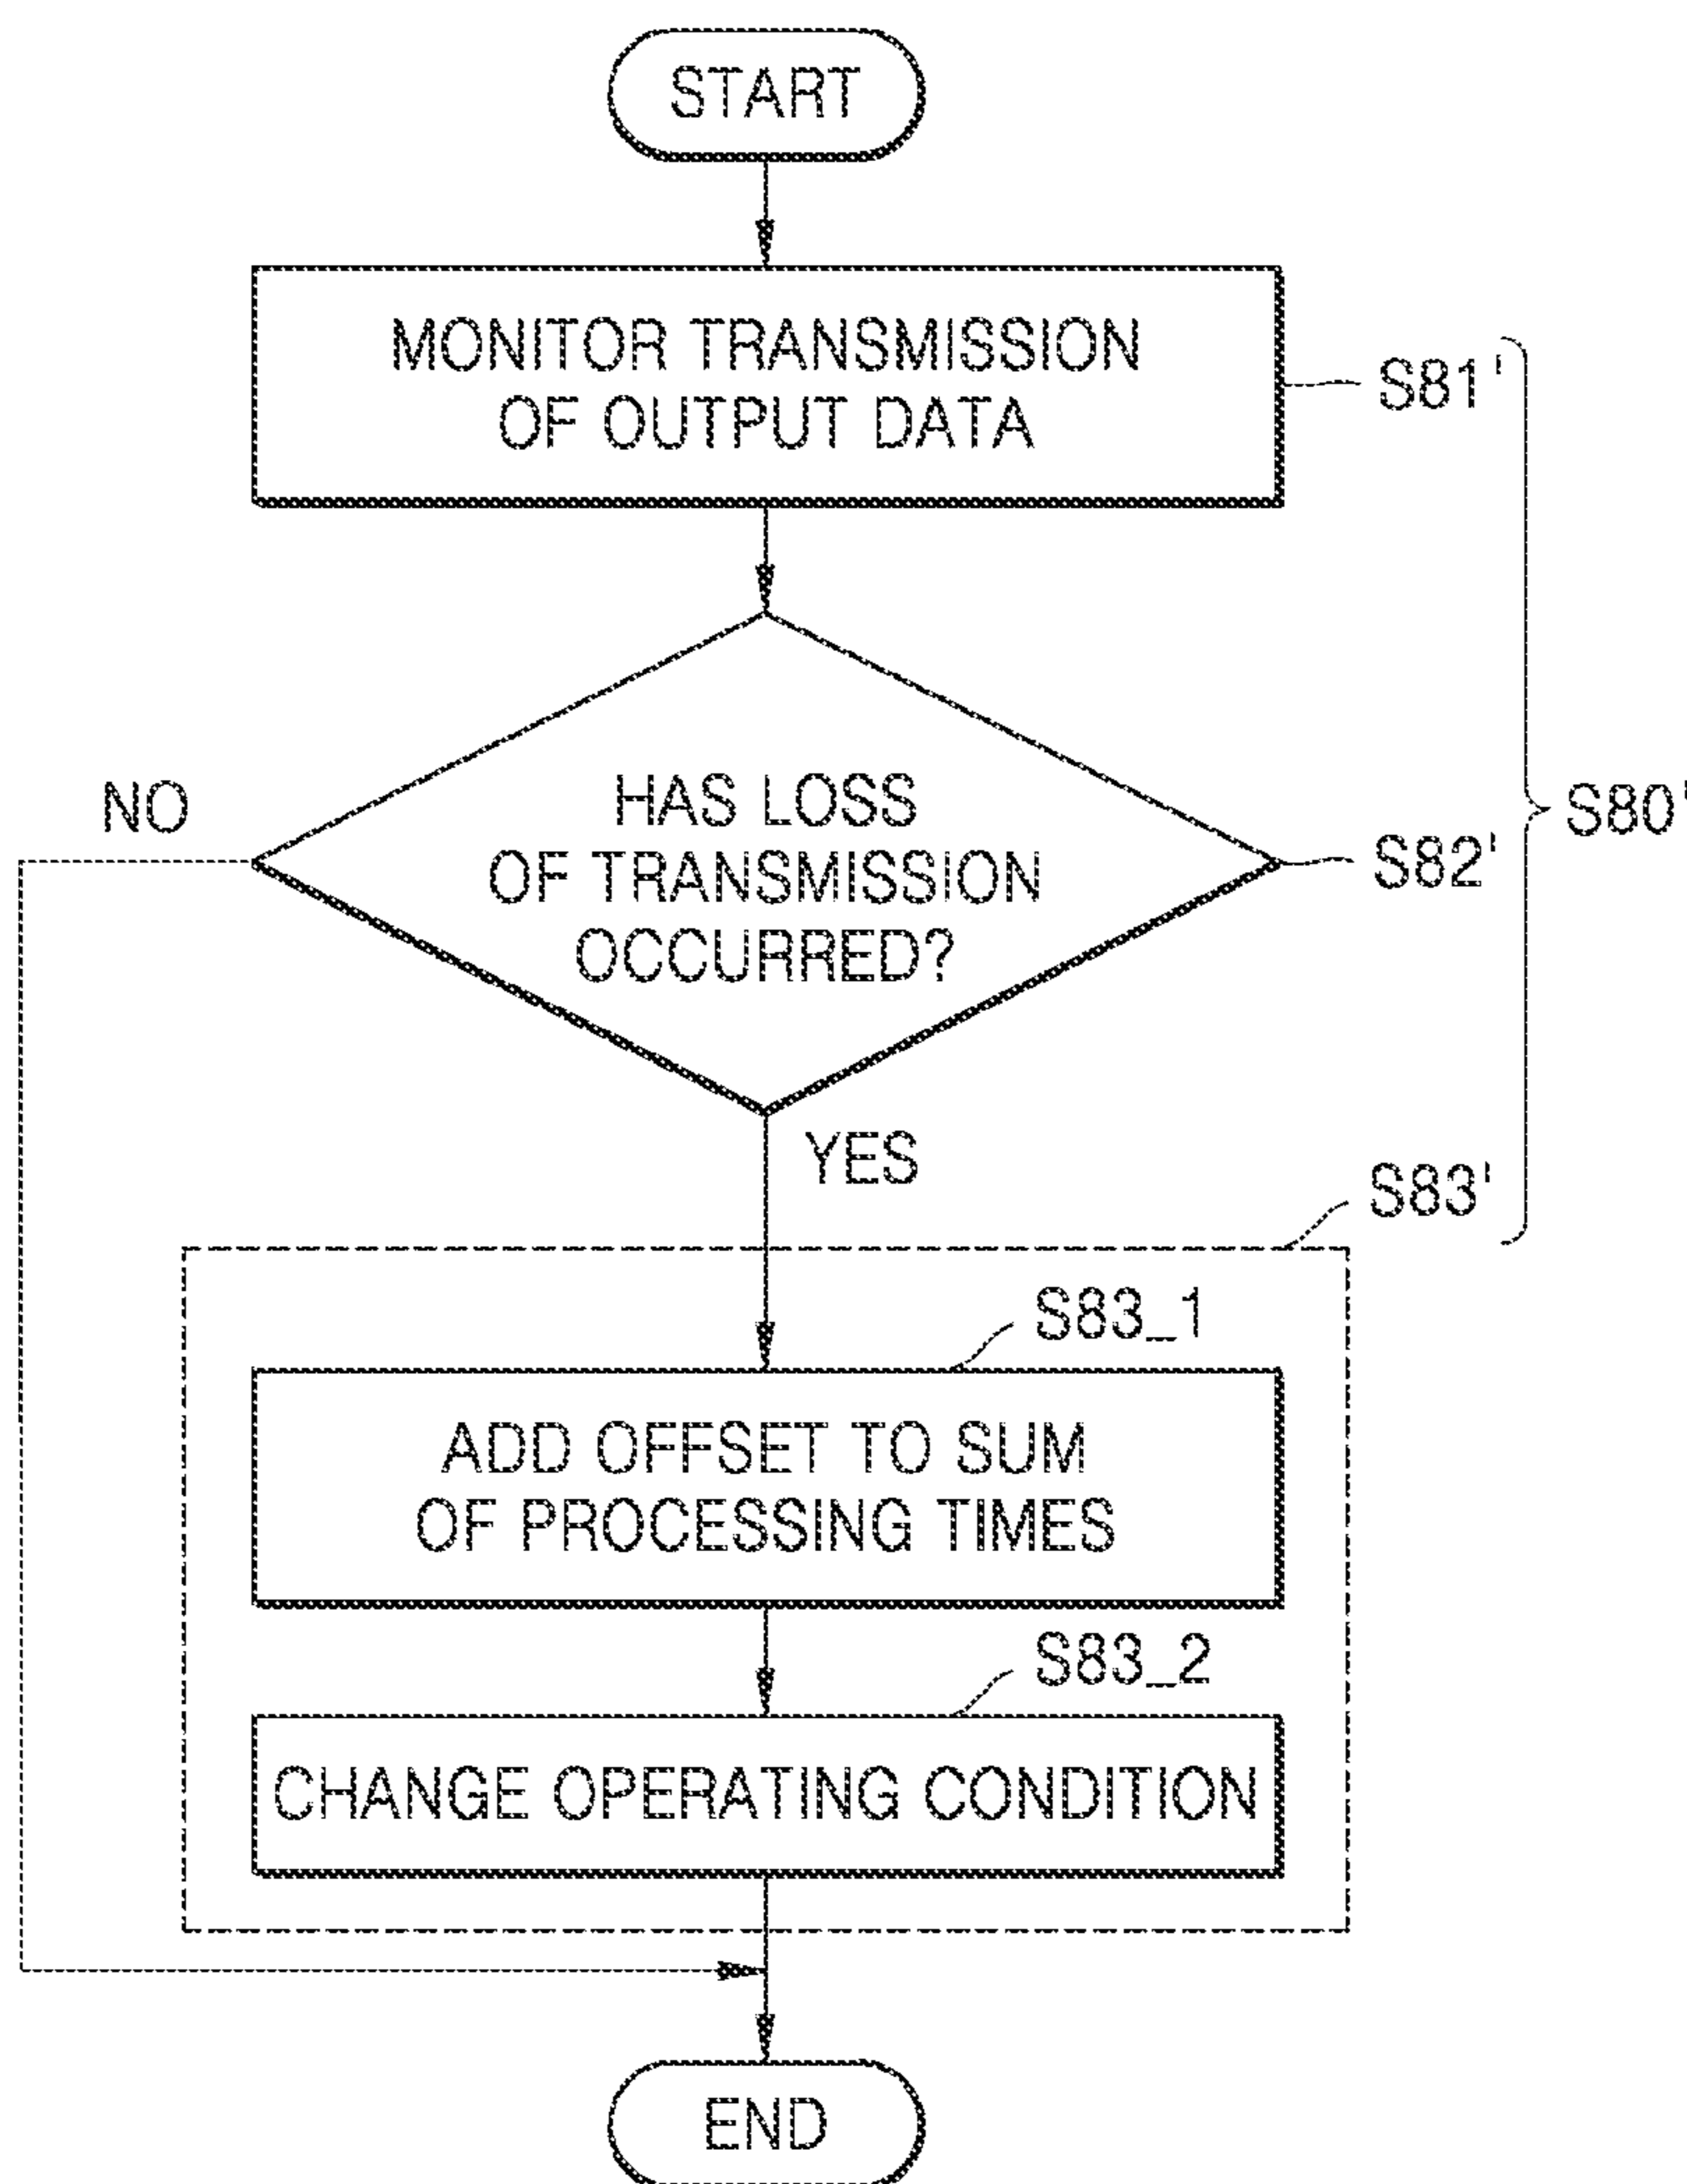 START
MONITOR TRANSMISSION
OF OUTPUT DATA
S81'
HAS LOSS
OF TRANSMISSION
OCCURRED?
NO
S82'
S80'
YES
S83'
S83_1
ADD OFFSET TO SUM
OF PROCESSING TIMES
S83_2
CHANGE OPERATING CONDITION
END